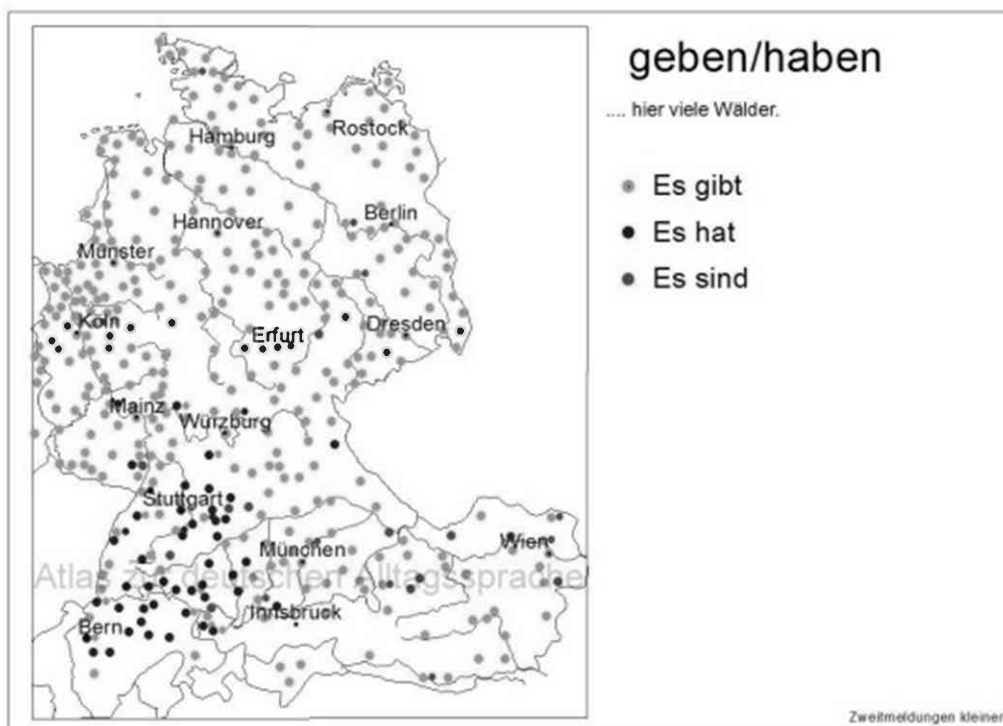 geben/haben
.... hier viele Wälder.
Es gibt
Es hat
Es sind
Hamburg
Rostock
Hannover
Berlin
Münster
Köln
Erfurt
Dresden
Mainz
Würzburg
Stuttgart
München
Wien
Atlas zur deutschen Alltagssprache
Innsbruck
Bern
Zweitmeldungen kleiner